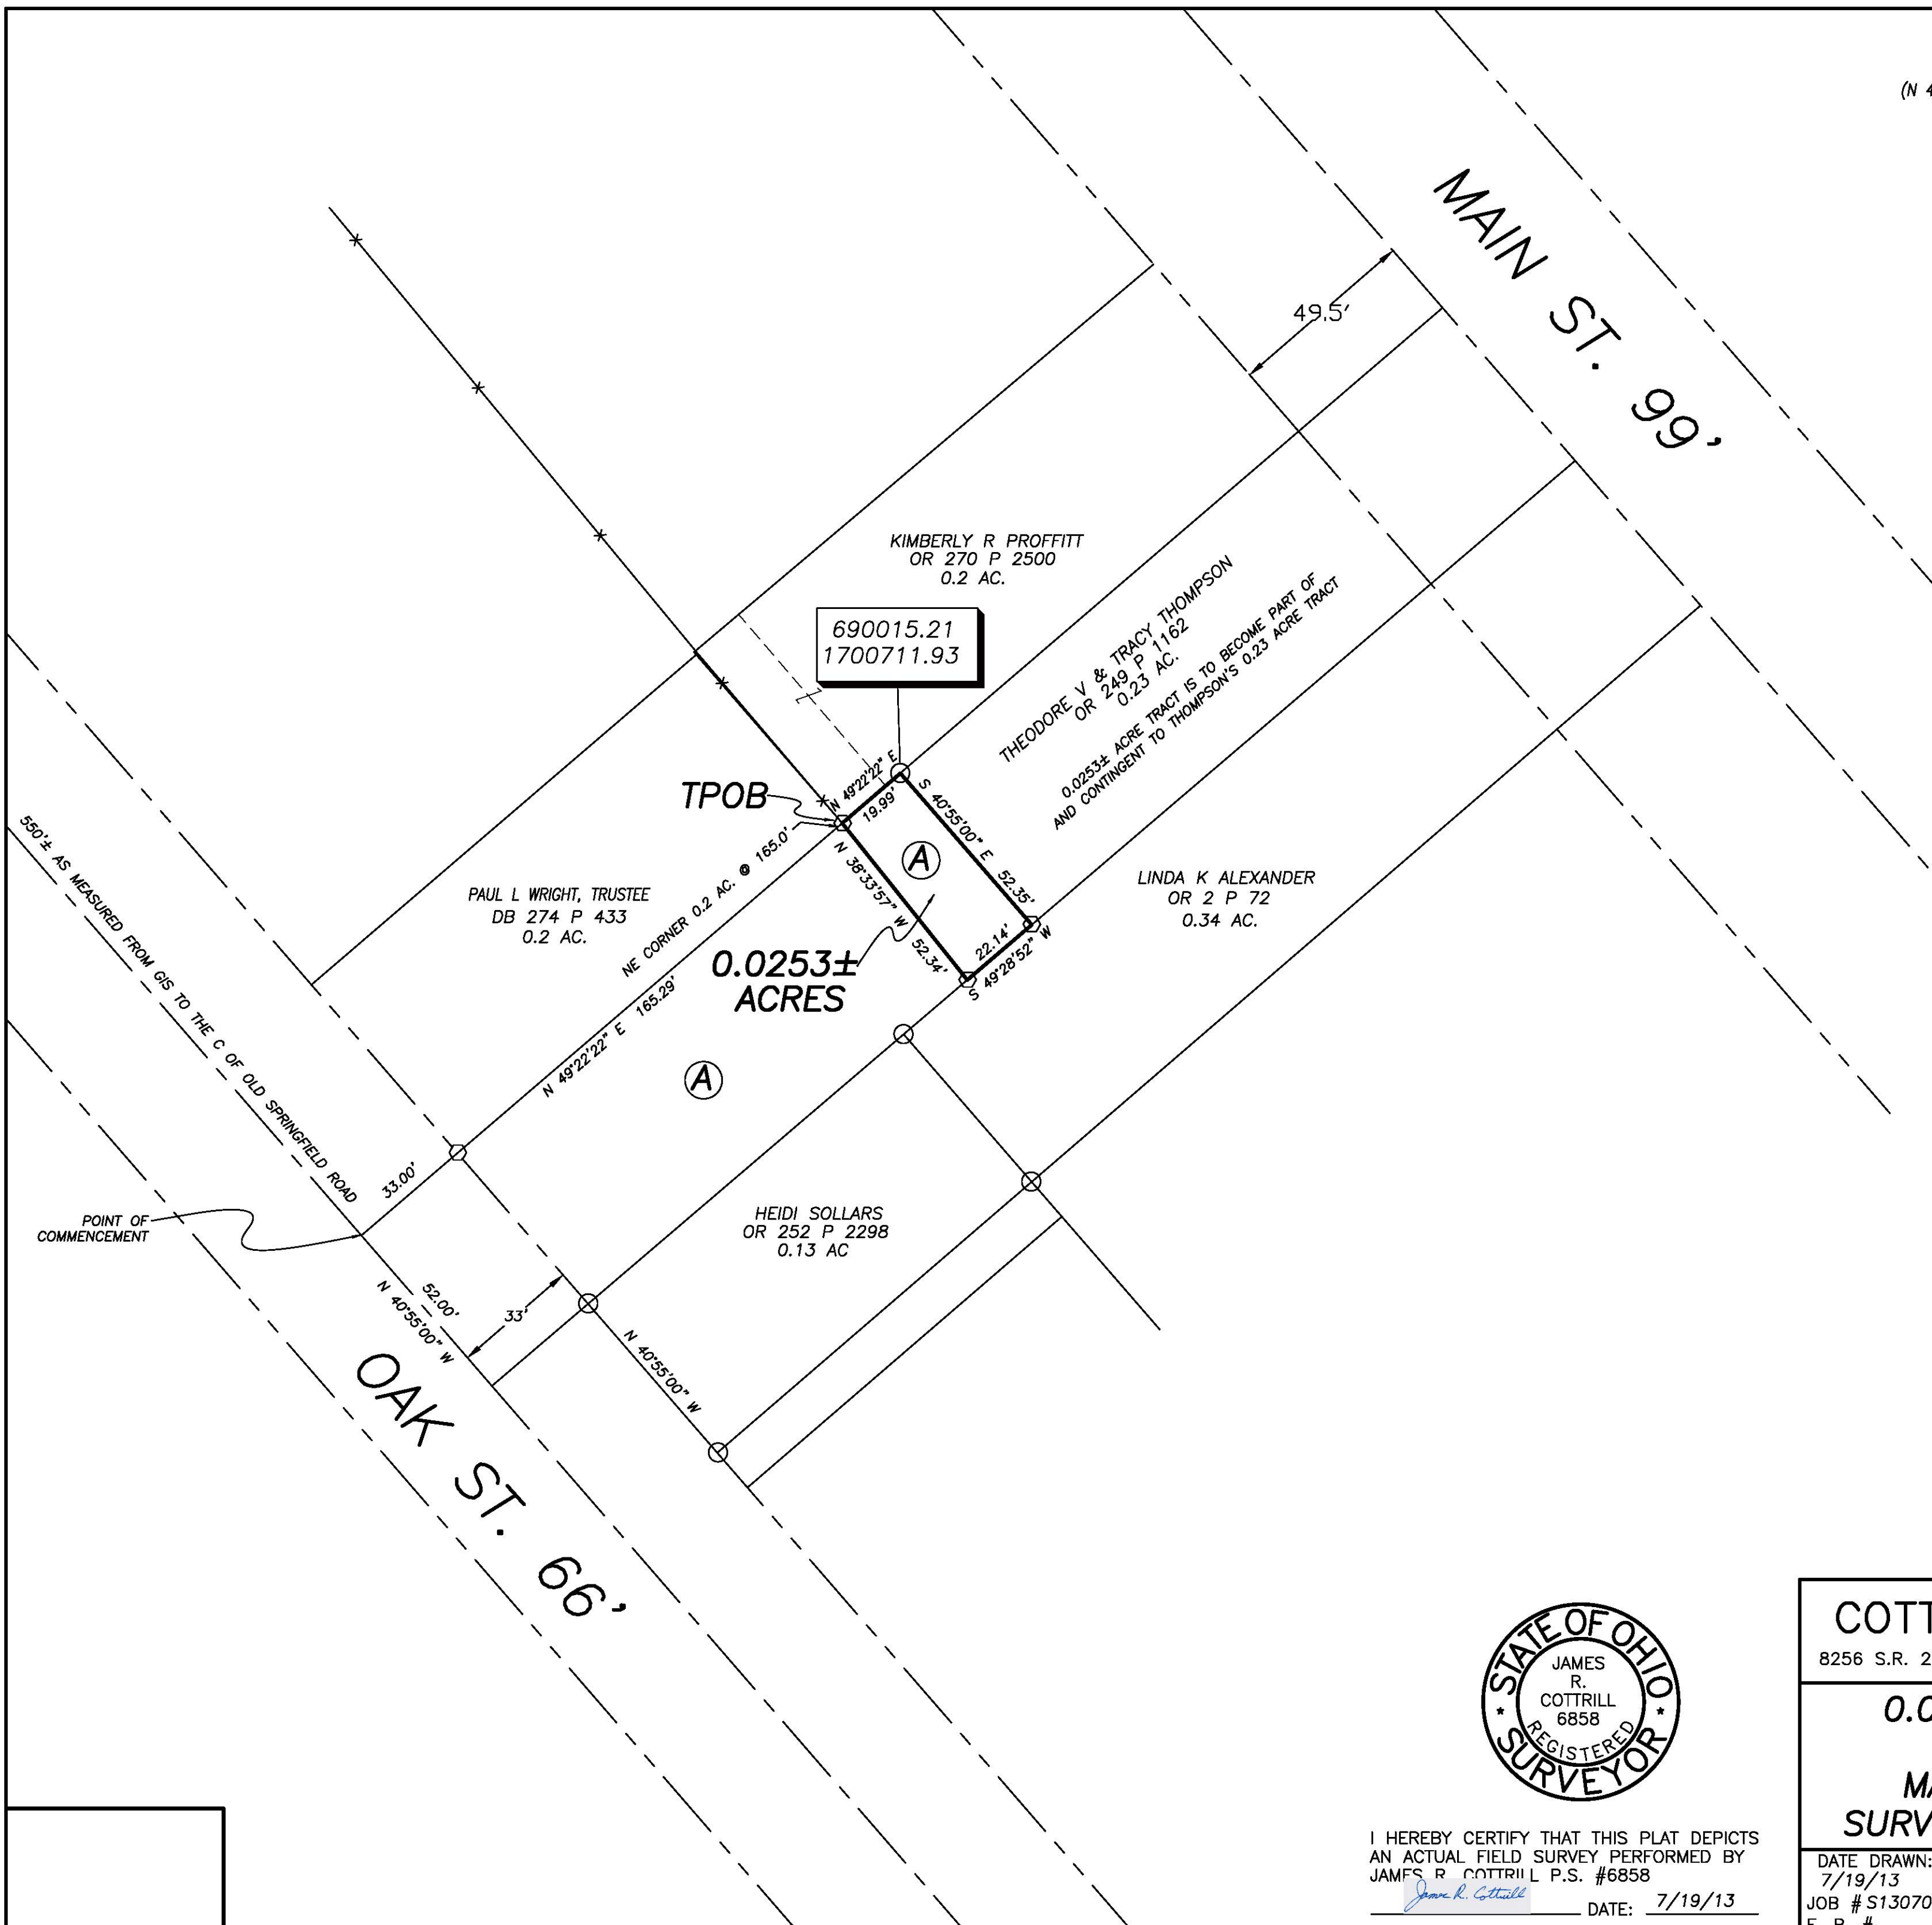 (N 4
MAIN ST. 99'
49.5'
KIMBERLY R PROFFITT
OR 270 P 2500
0.2 AC.
690015.21
1700711.93
THEODORE V & TRACY THOMPSON
OR 249 P 1162
0.23 AC.
0.0253± ACRE TRACT IS TO BECOME PART OF
AND CONTINGENT TO THOMPSON'S 0.23 ACRE TRACT
TPOB
N 49°22'22" E
19.99'
S 40°55'00" E 52.35'
A
N 38°33'57" W 52.34'
22.14'
S 49°28'52" W
LINDA K ALEXANDER
OR 2 P 72
0.34 AC.
PAUL L WRIGHT, TRUSTEE
DB 274 P 433
0.2 AC.
NE CORNER 0.2 AC. @ 165.0'
N 49°22'22" E 165.29'
0.0253±
ACRES
A
550'± AS MEASURED FROM GIS TO THE C OF OLD SPRINGFIELD ROAD
33.00'
POINT OF
COMMENCEMENT
HEIDI SOLLARS
OR 252 P 2298
0.13 AC
52.00'
N 40°55'00" W
33'
N 40°55'00" W
OAK ST. 66'
STATE OF OHIO
JAMES
R.
COTTRILL
6858
REGISTERED
* SURVEYOR *
I HEREBY CERTIFY THAT THIS PLAT DEPICTS
AN ACTUAL FIELD SURVEY PERFORMED BY
JAMES R. COTTRILL P.S. #6858
James R. Cottrill DATE: 7/19/13
COTT
8256 S.R. 2
0.0
MA
SURV
DATE DRAWN:
7/19/13
JOB # S13070
F. B. #